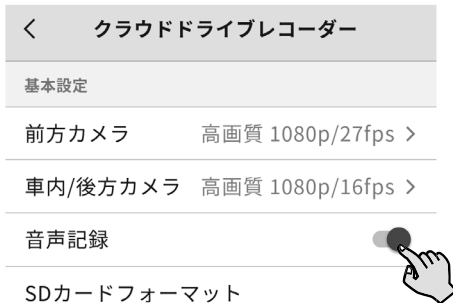 クラウドドライブレコーダー
基本設定
前方カメラ 高画質 1080p/27fps
車内/後方カメラ 高画質 1080p/16fps
音声記録
SDカードフォーマット